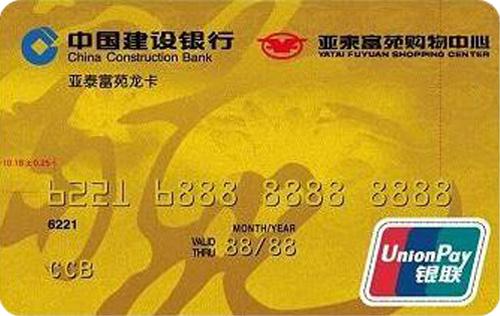 中国建设银行
China Construction Bank
亚泰富苑购物中心
YATAI FUYUAN SHOPPING CENTER
亚泰富苑龙卡
10.16±0.25
6221 6888 8888 8888
6221
MONTH/YEAR
VALID THRU 88/88
CCB
UnionPay
银联